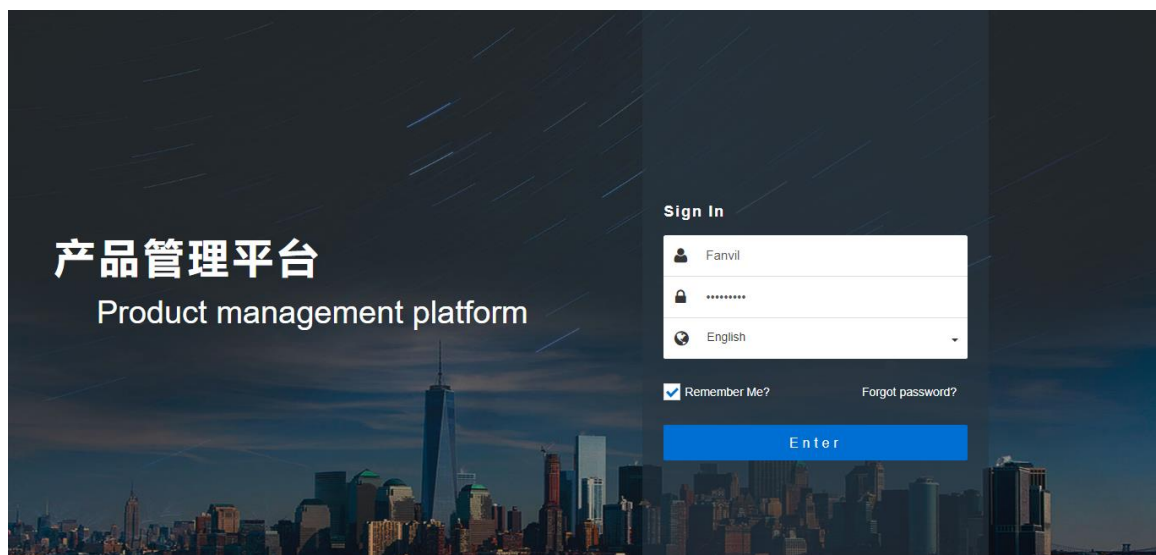 产品管理平台
Product management platform
Sign In
Fanvil
•••••••••
English
Remember Me?
Forgot password?
Enter